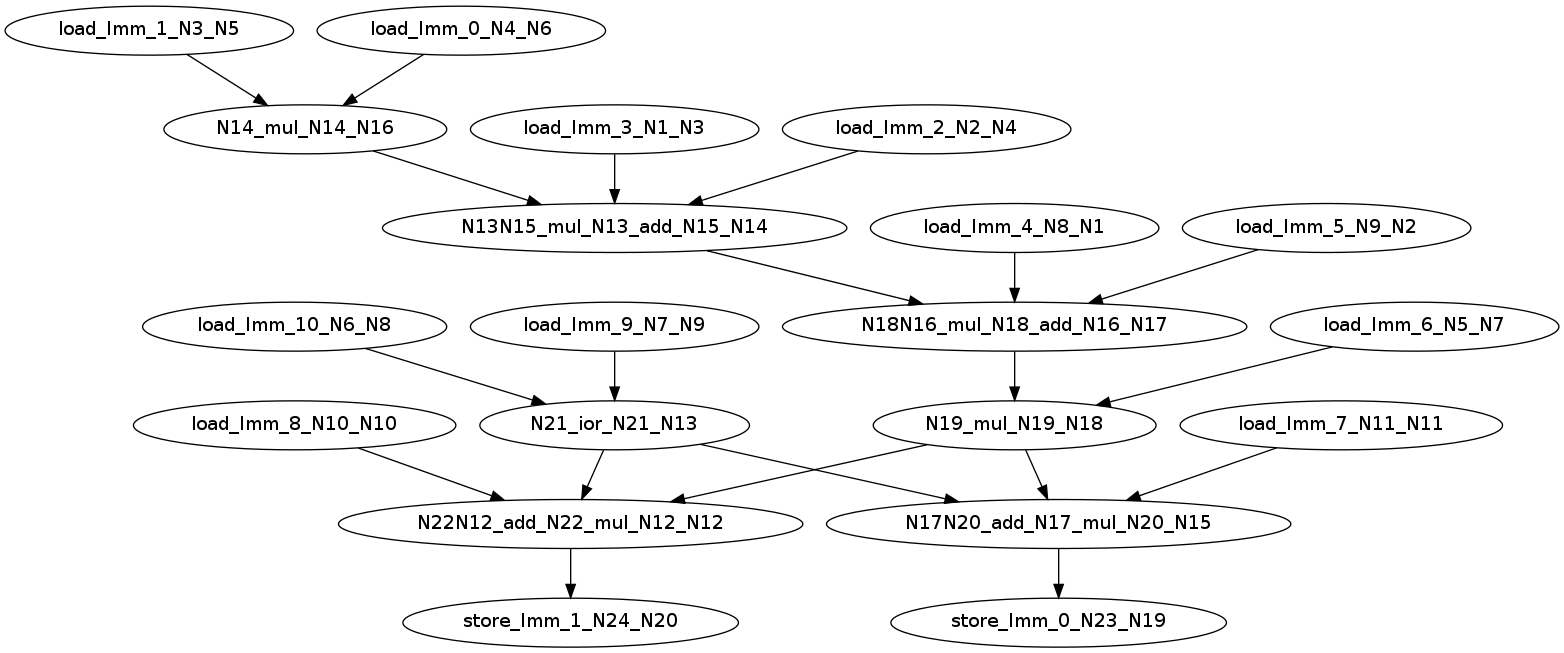 load_Imm_1_N3_N5
load_Imm_0_N4_N6
N14_mul_N14_N16
load_Imm_3_N1_N3
load_Imm_2_N2_N4
N13N15_mul_N13_add_N15_N14
load_Imm_4_N8_N1
load_Imm_5_N9_N2
load_Imm_10_N6_N8
load_Imm_9_N7_N9
N18N16_mul_N18_add_N16_N17
load_Imm_6_N5_N7
load_Imm_8_N10_N10
N21_ior_N21_N13
N19_mul_N19_N18
load_Imm_7_N11_N11
N22N12_add_N22_mul_N12_N12
N17N20_add_N17_mul_N20_N15
store_Imm_1_N24_N20
store_Imm_0_N23_N19